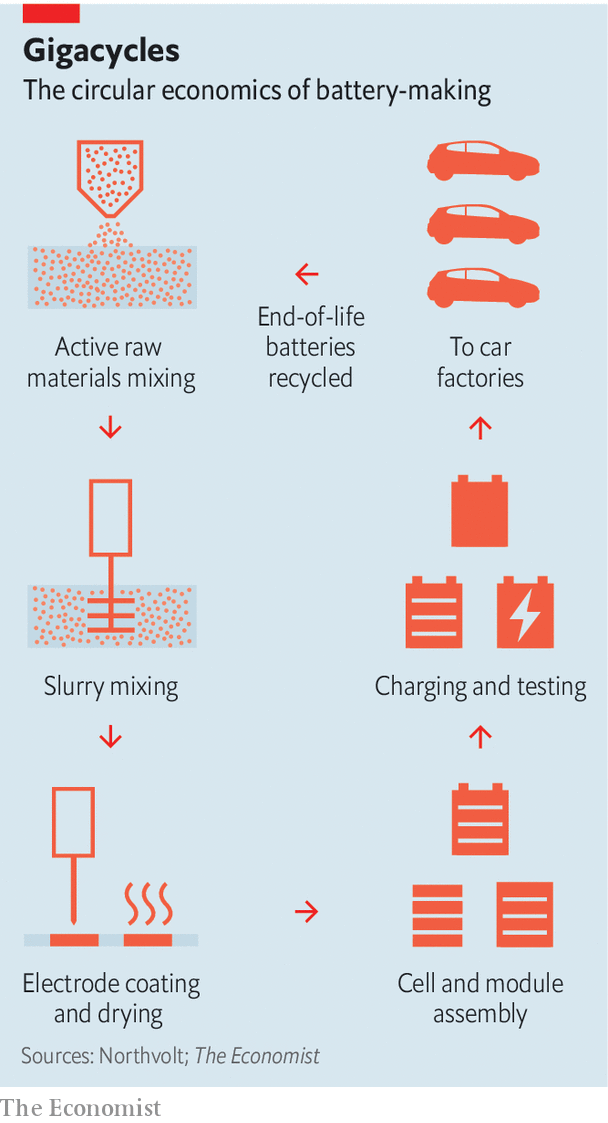 Gigacycles
The circular economics of battery-making
Active raw
materials mixing
End-of-life
batteries
recycled
To car
factories
Slurry mixing
Charging and testing
Electrode coating
and drying
Cell and module
assembly
Sources: Northvolt; The Economist
The Economist